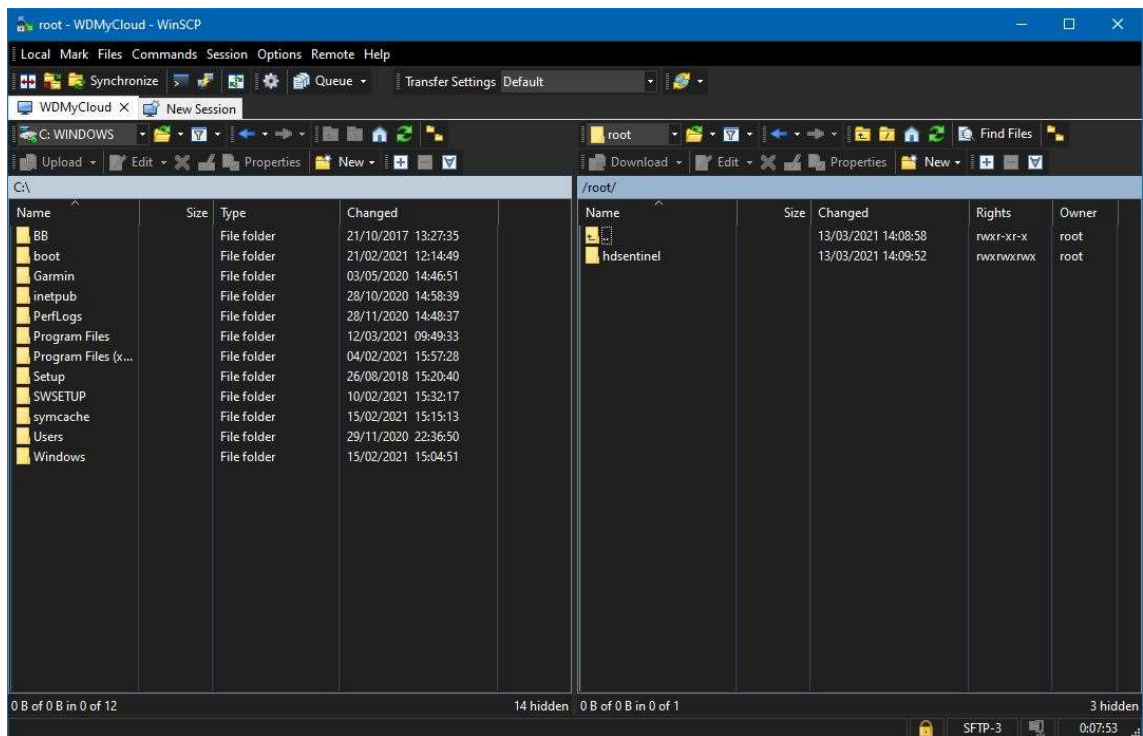 root - WDMyCloud - WinSCP
Local Mark Files Commands Session Options Remote Help
Synchronize Queue Transfer Settings Default
WDMyCloud New Session
C: WINDOWS root Find Files
Upload Edit Properties New Download Edit Properties New
C:\ /root/
Name Size Type Changed Name Size Changed Rights Owner
BB File folder 21/10/2017 13:27:35 .. 13/03/2021 14:08:58 rwxr-xr-x root
boot File folder 21/02/2021 12:14:49 hdsentinel 13/03/2021 14:09:52 rwxrwxrwx root
Garmin File folder 03/05/2020 14:46:51
inetpub File folder 28/10/2020 14:58:39
PerfLogs File folder 28/11/2020 14:48:37
Program Files File folder 12/03/2021 09:49:33
Program Files (x... File folder 04/02/2021 15:57:28
Setup File folder 26/08/2018 15:20:40
SWSETUP File folder 10/02/2021 15:32:17
symcache File folder 15/02/2021 15:15:13
Users File folder 29/11/2020 22:36:50
Windows File folder 15/02/2021 15:04:51
0 B of 0 B in 0 of 12 14 hidden 0 B of 0 B in 0 of 1 3 hidden
SFTP-3 0:07:53